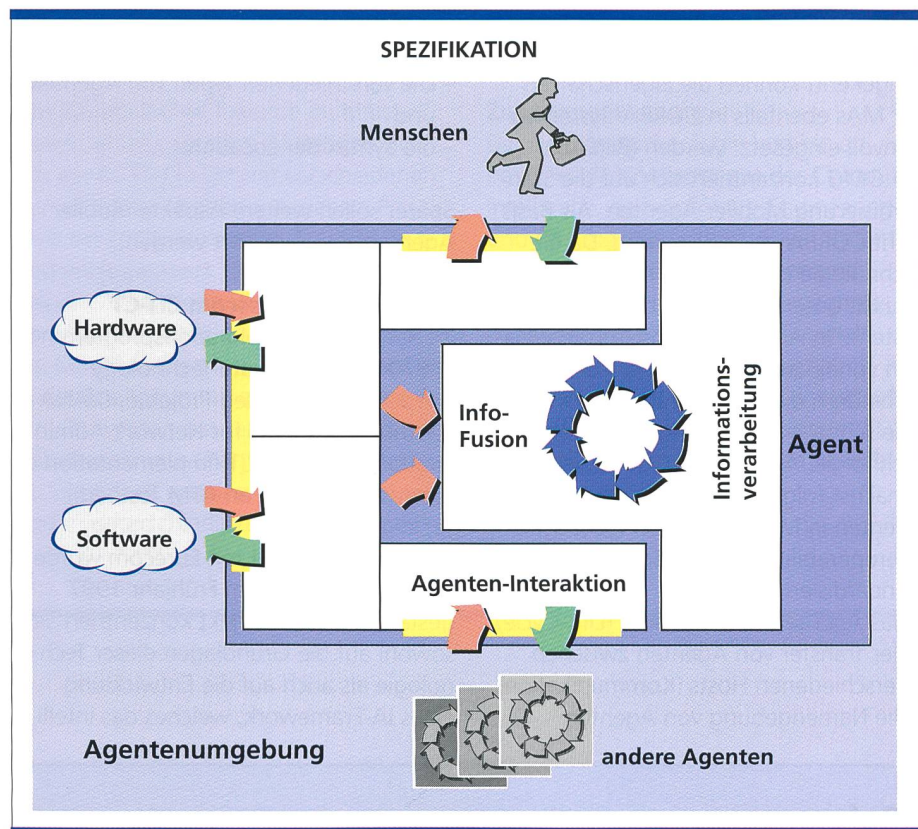 SPEZIFIKATION
Menschen
Hardware
Info-
Fusion
Informations-
verarbeitung
Agent
Software
Agenten-Interaktion
Agentenumgebung
andere Agenten